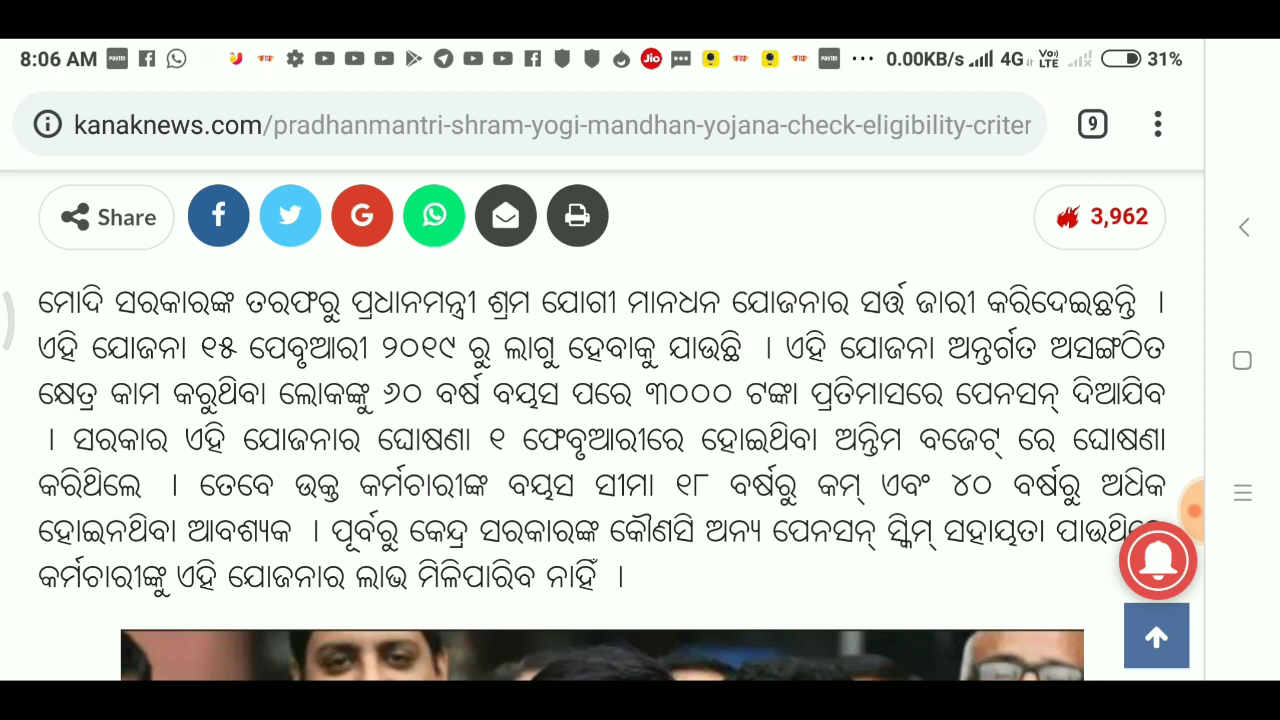 8:06 AM 0.00KB/s 4G Vo) LTE 31%
kanaknews.com/pradhanmantri-shram-yogi-mandhan-yojana-check-eligibility-criter 9
Share 3,962
ମୋଦି ସରକାରଙ୍କ ତରଫରୁ ପ୍ରଧାନମନ୍ତ୍ରୀ ଶ୍ରମ ଯୋଗୀ ମାନଧନ ଯୋଜନାର ସର୍ତ୍ତ ଜାରୀ କରିଦେଇଛନ୍ତି ।
ଏହି ଯୋଜନା ୧୫ ପେବୃଆରୀ ୨୦୧୯ ରୁ ଲାଗୁ ହେବାକୁ ଯାଉଛି । ଏହି ଯୋଜନା ଅନ୍ତର୍ଗତ ଅସଙ୍ଗଠିତ
କ୍ଷେତ୍ର କାମ କରୁଥିବା ଲୋକଙ୍କୁ ୬୦ ବର୍ଷ ବୟସ ପରେ ୩୦୦୦ ଟଙ୍କା ପ୍ରତିମାସରେ ପେନସନ୍ ଦିଆଯିବ
। ସରକାର ଏହି ଯୋଜନାର ଘୋଷଣା ୧ ଫେବୃଆରୀରେ ହୋଇଥିବା ଅନ୍ତିମ ବଜେଟ୍ ରେ ଘୋଷଣା
କରିଥିଲେ । ତେବେ ଉକ୍ତ କର୍ମଚାରୀଙ୍କ ବୟସ ସୀମା ୧୮ ବର୍ଷରୁ କମ୍ ଏବଂ ୪୦ ବର୍ଷରୁ ଅଧିକ
ହୋଇନଥିବା ଆବଶ୍ୟକ । ପୂର୍ବରୁ କେନ୍ଦ୍ର ସରକାରଙ୍କ କୌଣସି ଅନ୍ୟ ପେନସନ୍ ସ୍କିମ୍ ସହାୟତା
କର୍ମଚାରୀଙ୍କୁ ଏହି ଯୋଜନାର ଲାଭ ମିଳିପାରିବ ନାହିଁ ।